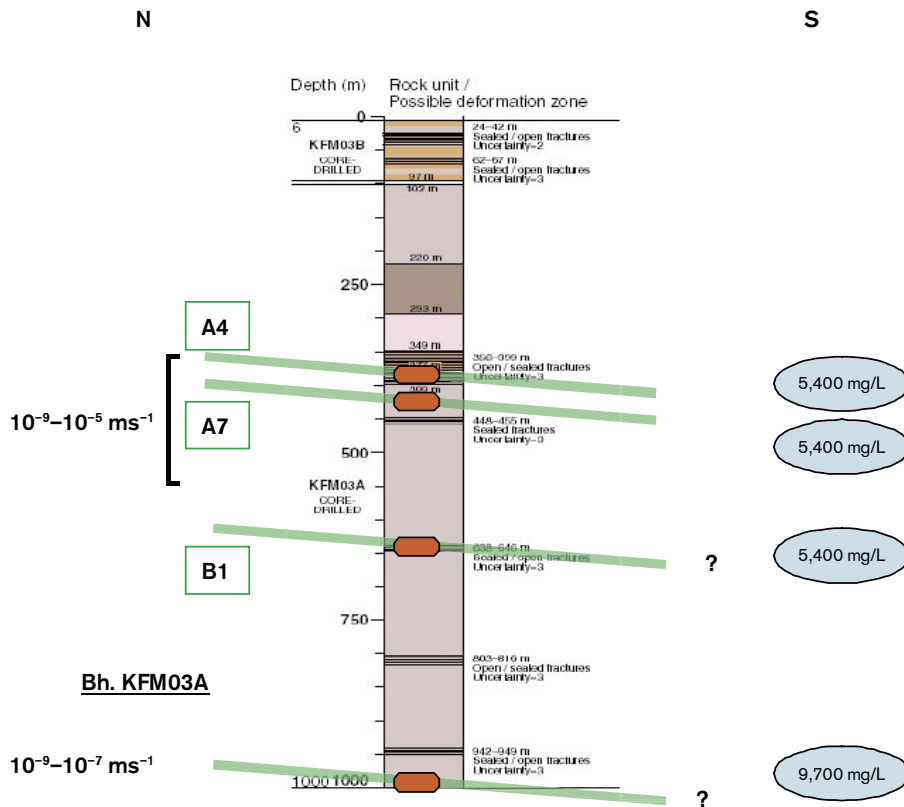 N
S
Depth (m)
Rock unit /
Possible deformation zone
0
6
24–42 m
Sealed / open fractures
Uncertainty=2
KFM03B
CORE-
DRILLED
62–67 m
Sealed / open fractures
Uncertainty=3
97 m
102 m
220 m
250
293 m
A4
349 m
356–399 m
Open / sealed fractures
Uncertainty=3
399 m
5,400 mg/L
10⁻⁹–10⁻⁵ ms⁻¹
A7
448–455 m
Sealed fractures
Uncertainty=3
5,400 mg/L
500
KFM03A
CORE-
DRILLED
B1
638–646 m
Sealed / open fractures
Uncertainty=3
?
5,400 mg/L
750
803–816 m
Open / sealed fractures
Uncertainty=3
Bh. KFM03A
942–949 m
Sealed / open fractures
Uncertainty=3
10⁻⁹–10⁻⁷ ms⁻¹
1000 1000
?
9,700 mg/L